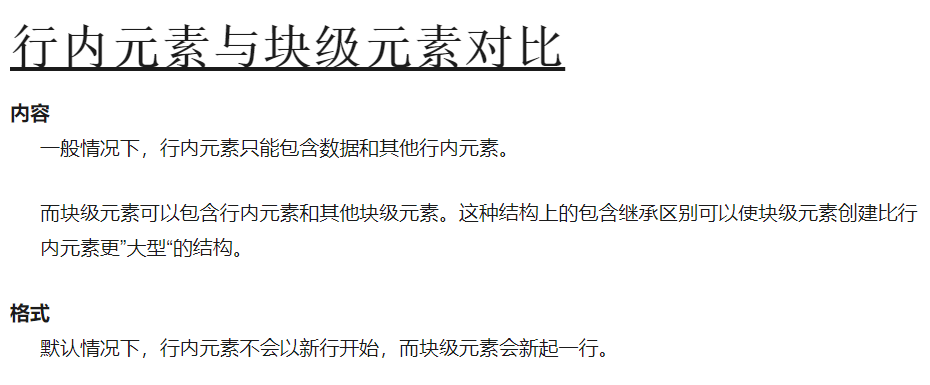 行内元素与块级元素对比
内容
一般情况下，行内元素只能包含数据和其他行内元素。
而块级元素可以包含行内元素和其他块级元素。这种结构上的包含继承区别可以使块级元素创建比行
内元素更”大型“的结构。
格式
默认情况下，行内元素不会以新行开始，而块级元素会新起一行。